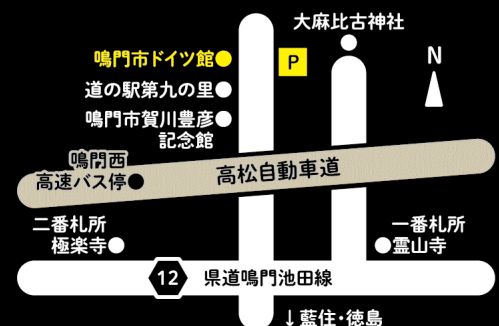 大麻比古神社
鳴門市ドイツ館
P
N
道の駅第九の里
鳴門市賀川豊彦
記念館
鳴門西
高速バス停
高松自動車道
二番札所
極楽寺
一番札所
霊山寺
12
県道鳴門池田線
↓藍住・徳島